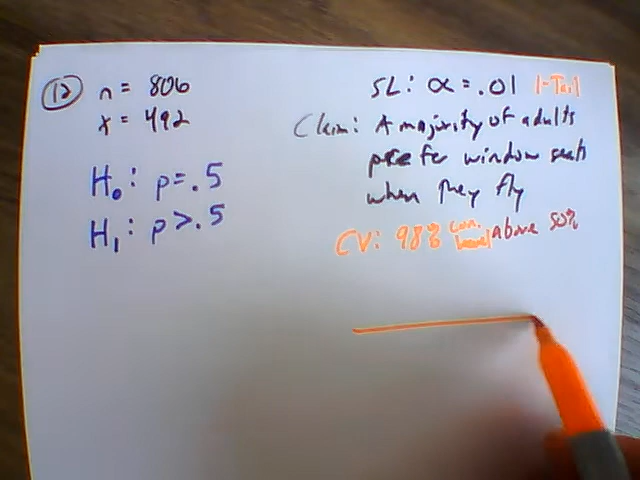 12 n = 806
x = 492
H₀: p = .5
H₁: p > .5
SL: α = .01 1-Tail
Claim: A majority of adults
prefer window seats
when they fly
CV: 98% Con. level above 50%